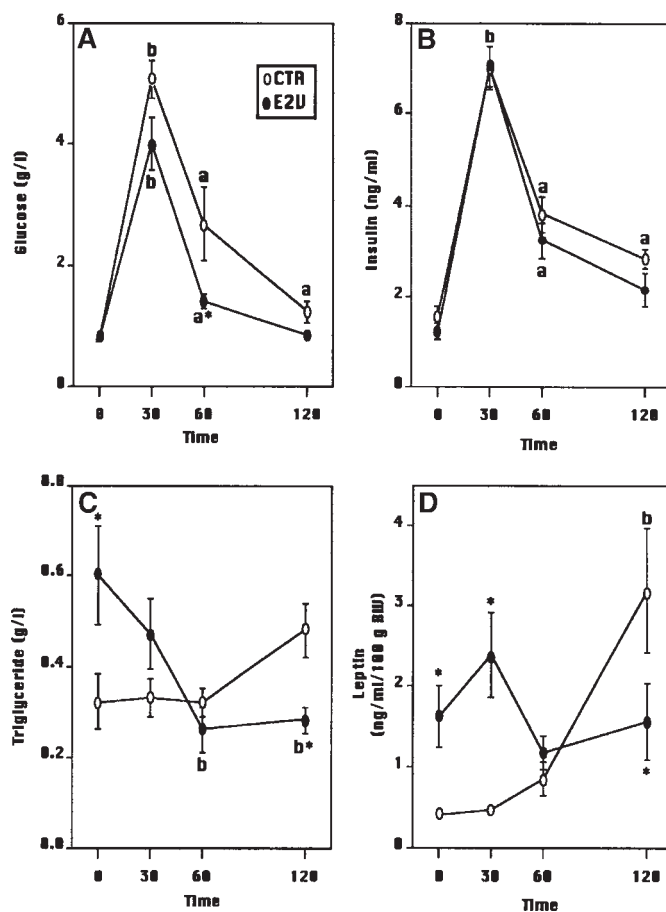 A
B
6
4
2
0
Glucose (g/l)
b
b
a
a*
a
CTR
E2V
0 30 60 120
Time
8
6
4
2
0
Insulin (ng/ml)
b
a
a
a
0 30 60 120
Time
C
D
0.8
0.6
0.4
0.2
0.0
Triglyceride (g/l)
*
b
b*
0 30 60 120
Time
4
3
2
1
0
Leptin
(ng/ml/100 g BW)
*
*
b
*
0 30 60 120
Time